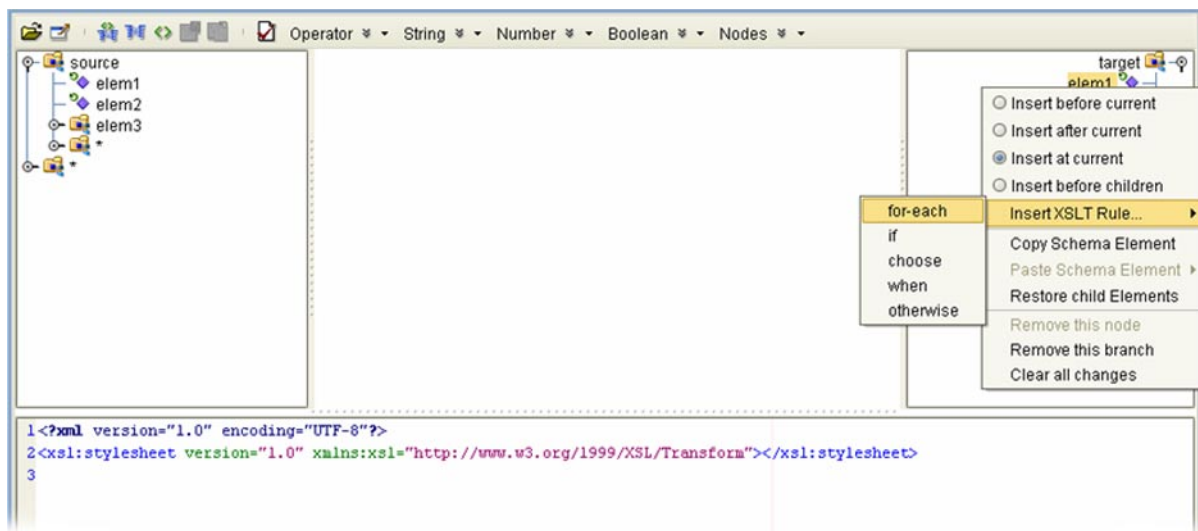 Operator String Number Boolean Nodes
source
elem1
elem2
elem3
*
*
target
elem1
Insert before current
Insert after current
Insert at current
Insert before children
Insert XSLT Rule...
Copy Schema Element
Paste Schema Element
Restore child Elements
Remove this node
Remove this branch
Clear all changes
for-each
if
choose
when
otherwise
1<?xml version="1.0" encoding="UTF-8"?>
2<xsl:stylesheet version="1.0" xmlns:xsl="http://www.w3.org/1999/XSL/Transform"></xsl:stylesheet>
3